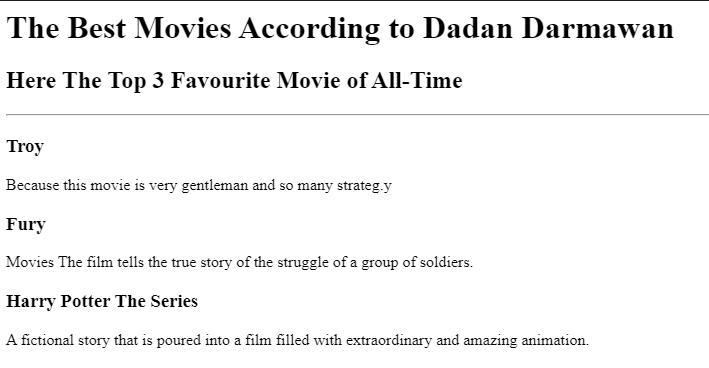 The Best Movies According to Dadan Darmawan
Here The Top 3 Favourite Movie of All-Time
Troy
Because this movie is very gentleman and so many strateg.y
Fury
Movies The film tells the true story of the struggle of a group of soldiers.
Harry Potter The Series
A fictional story that is poured into a film filled with extraordinary and amazing animation.